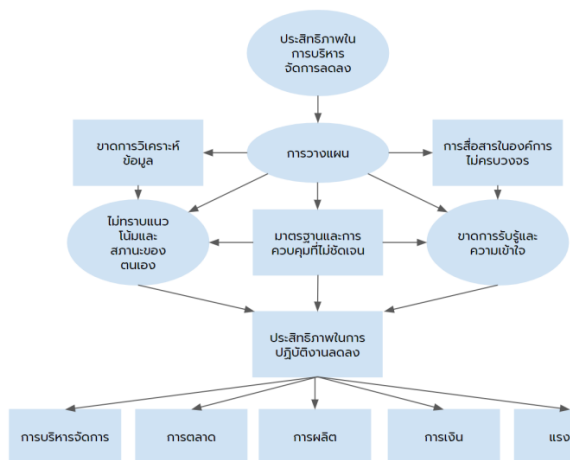 ประสิทธิภาพใน
การบริหาร
จัดการลดลง
ขาดการวิเคราะห์
ข้อมูล
การวางแผน
การสื่อสารในองค์การ
ไม่ครบวงจร
ไม่ทราบแนว
โน้มและ
สภานะของ
ตนเอง
มาตรฐานและการ
ควบคุมที่ไม่ชัดเจน
ขาดการรับรู้และ
ความเข้าใจ
ประสิทธิภาพในการ
ปฏิบัติงานลดลง
การบริหารจัดการ
การตลาด
การผลิต
การเงิน
แรง